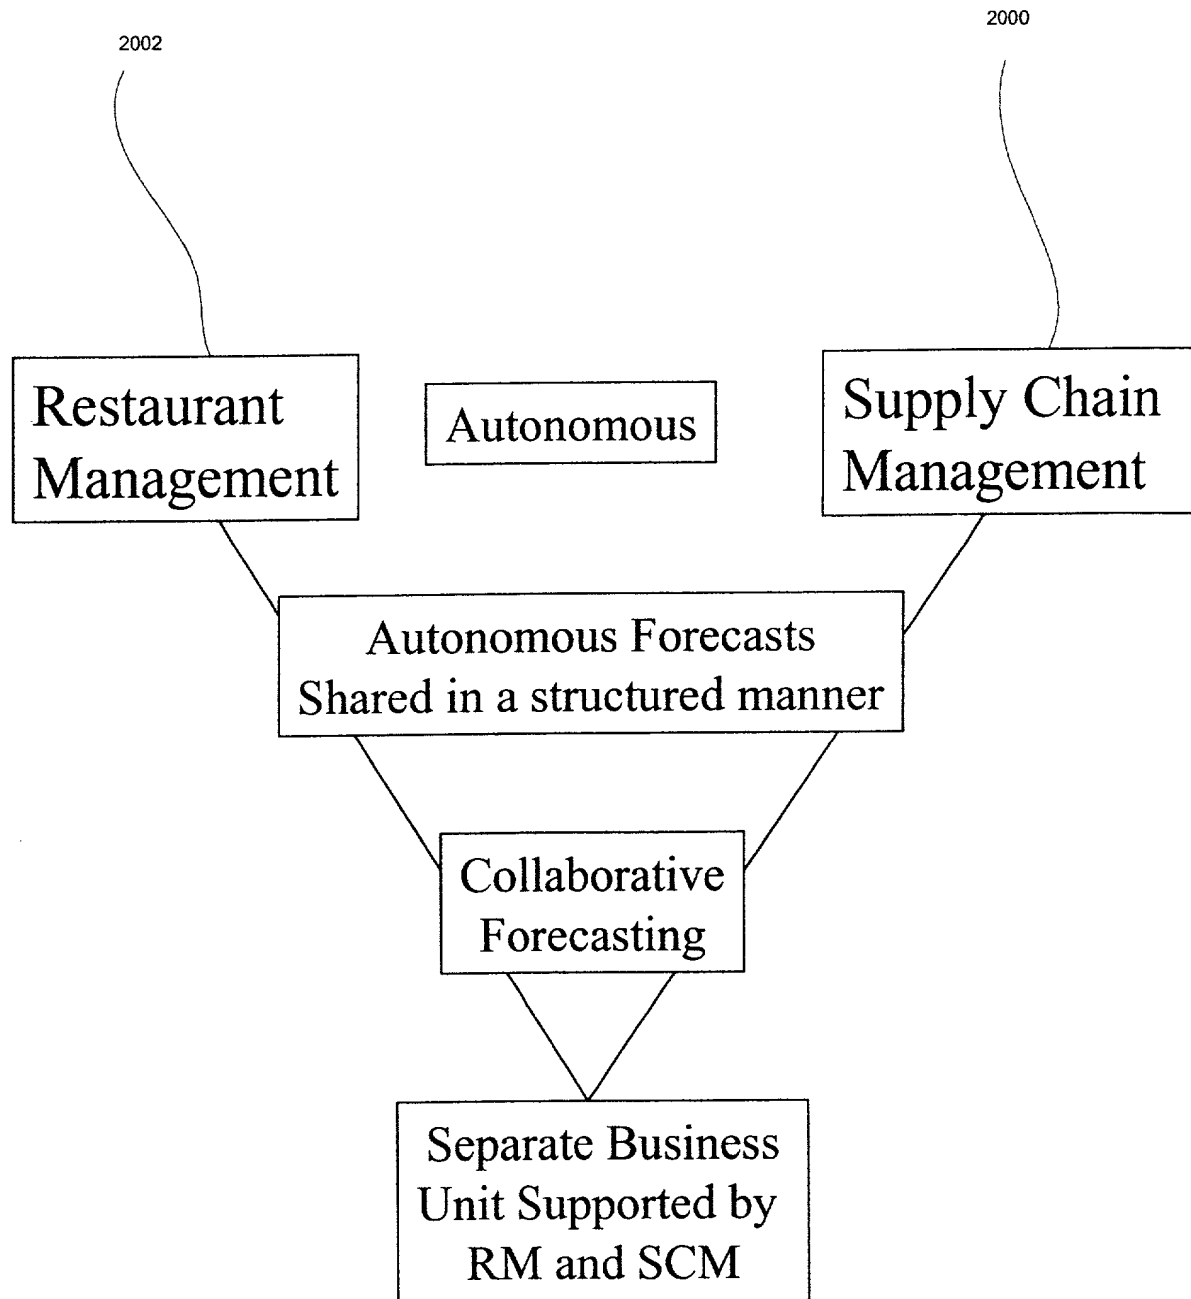 2002
2000
Restaurant
Management
Autonomous
Supply Chain
Management
Autonomous Forecasts
Shared in a structured manner
Collaborative
Forecasting
Separate Business
Unit Supported by
RM and SCM